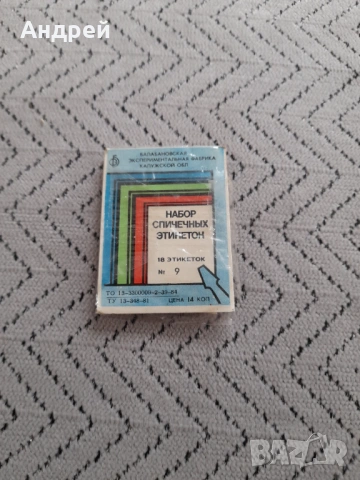 Андрей
БАЛАБАНОВСКАЯ
ЭКСПЕРИМЕНТАЛЬНАЯ ФАБРИКА
КАЛУЖСКОЙ ОБЛ.
НАБОР
СПИЧЕЧНЫХ
ЭТИКЕТОК
18 ЭТИКЕТОК
№ 9
ЦЕНА 14 КОП.
BAZAR